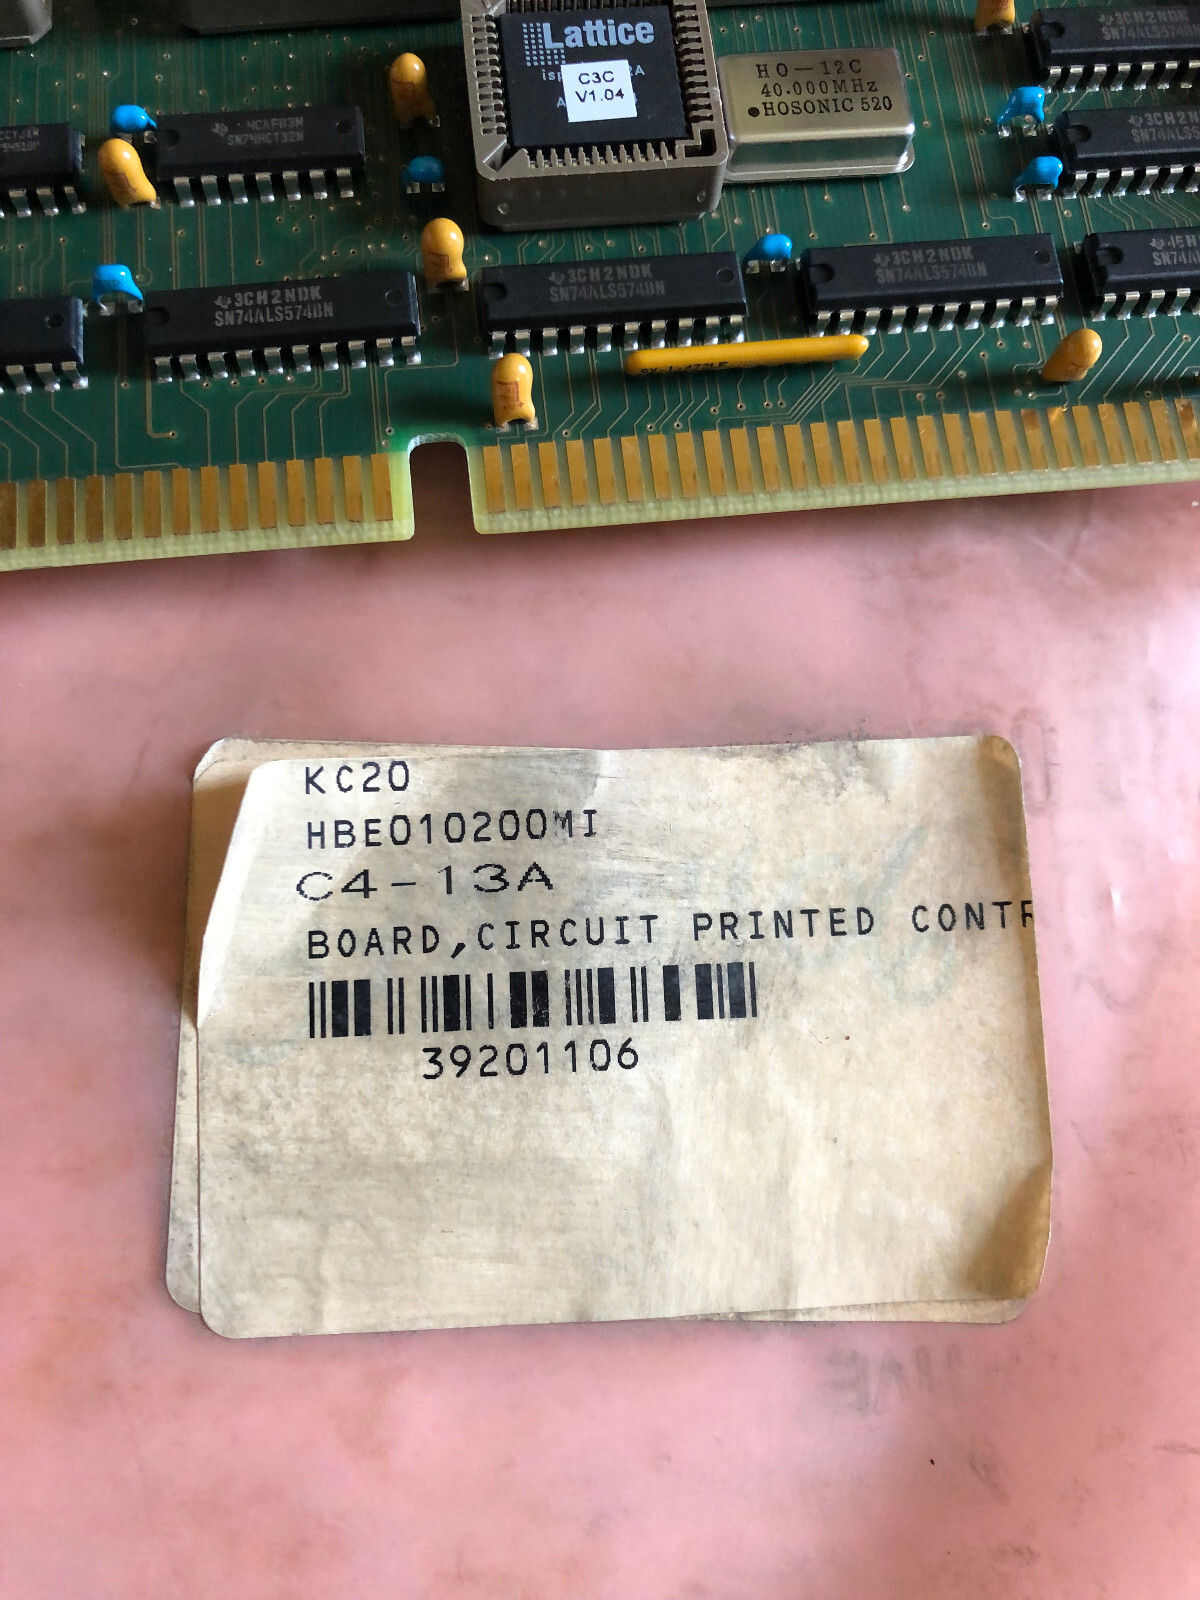 Lattice
C3C
V1.04
HO-12C
40.000MHz
HOSONIC 520
3CH2NDK
SN74HCT32N
3CH2NDK
SN74ALS574BN
3CH2NDK
SN74ALS574BN
3CH2NDK
SN74ALS574BN
KC20
HBE010200MI
C4-13A
BOARD,CIRCUIT PRINTED CONTR
39201106